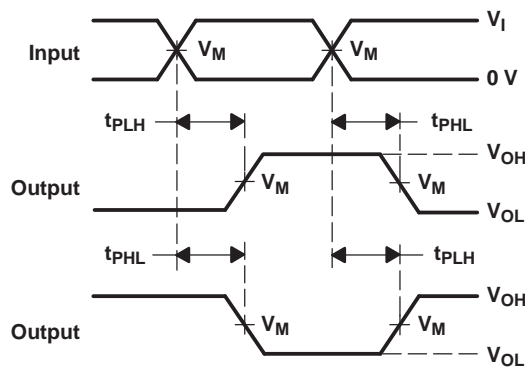 V_I
Input V_M V_M
0 V
t_PLH t_PHL
V_OH
Output V_M V_M
V_OL
t_PHL t_PLH
V_OH
Output V_M V_M
V_OL